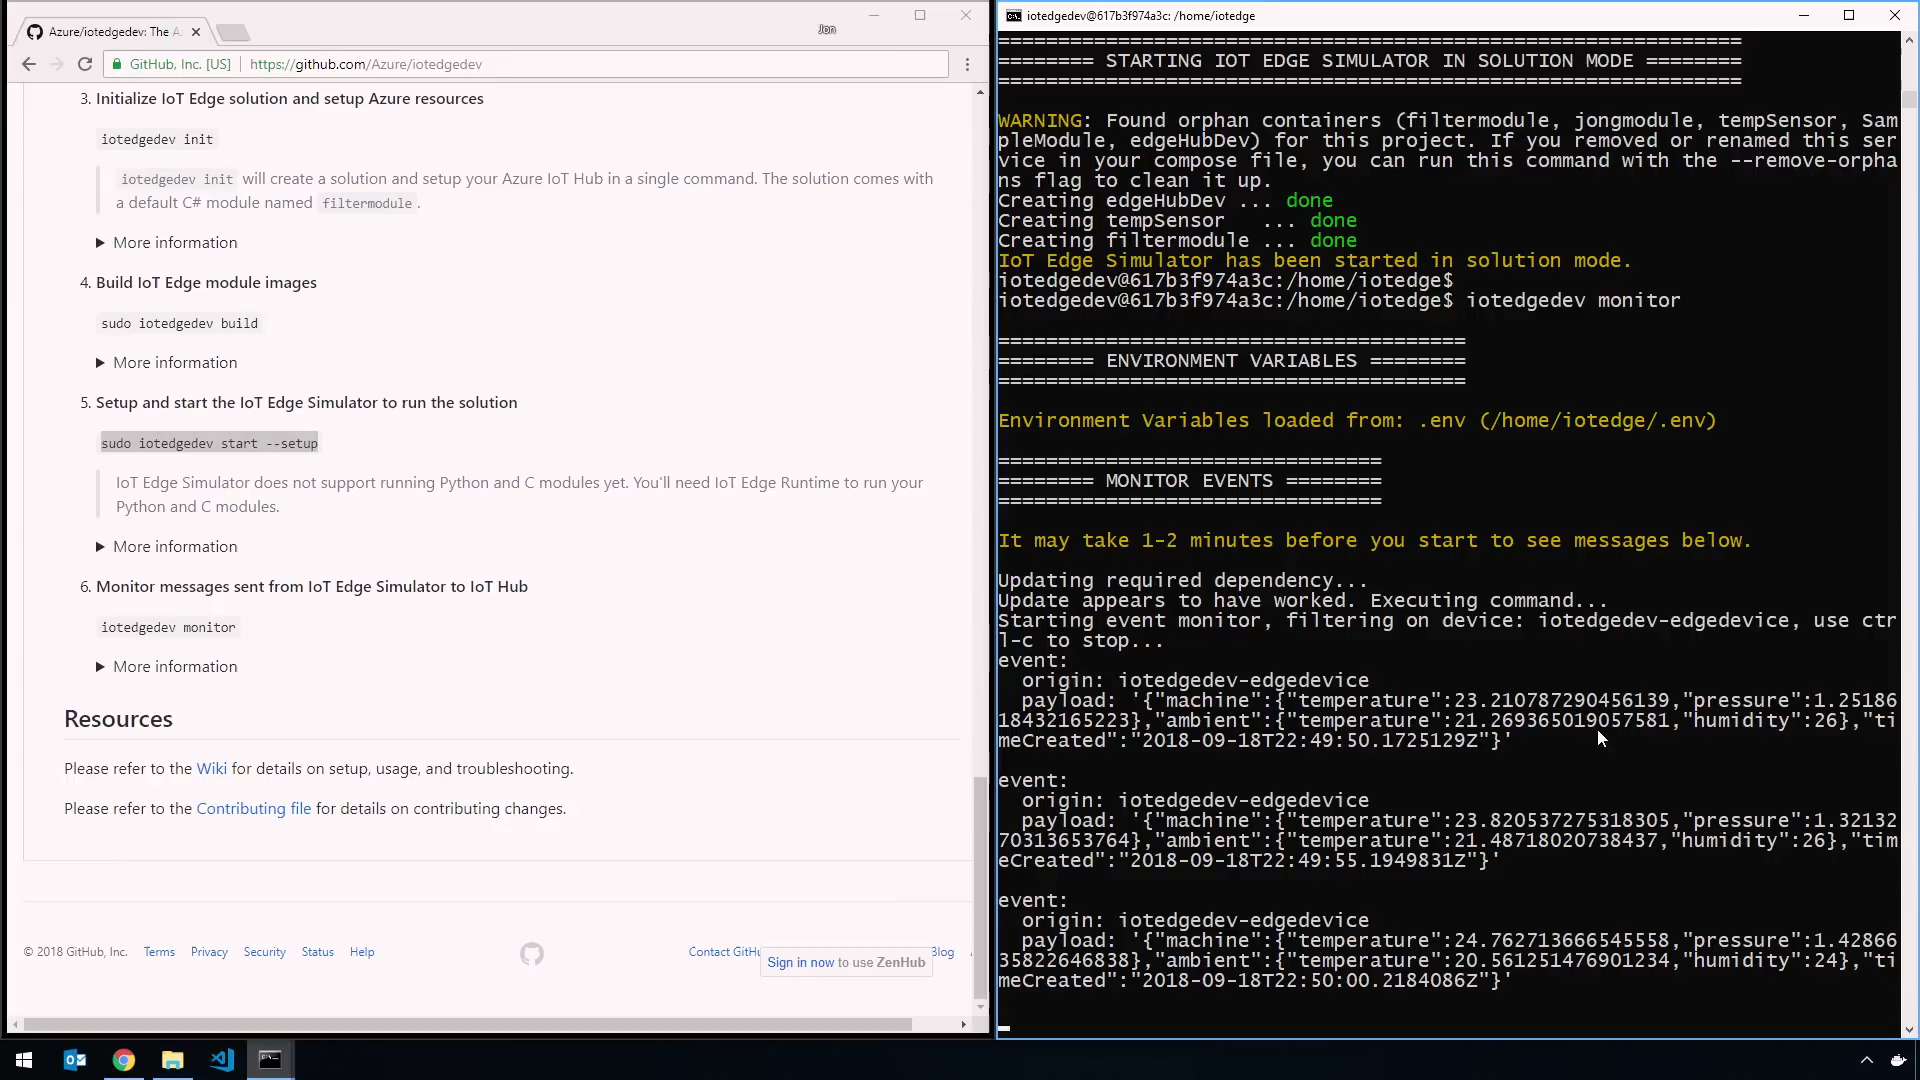 Azure/iotedgedev: The A
Jon
GitHub, Inc. [US] https://github.com/Azure/iotedgedev
3. Initialize IoT Edge solution and setup Azure resources
iotedgedev init
iotedgedev init will create a solution and setup your Azure IoT Hub in a single command. The solution comes with
a default C# module named filtermodule.
More information
4. Build IoT Edge module images
sudo iotedgedev build
More information
5. Setup and start the IoT Edge Simulator to run the solution
sudo iotedgedev start --setup
IoT Edge Simulator does not support running Python and C modules yet. You'll need IoT Edge Runtime to run your
Python and C modules.
More information
6. Monitor messages sent from IoT Edge Simulator to IoT Hub
iotedgedev monitor
More information
Resources
Please refer to the Wiki for details on setup, usage, and troubleshooting.
Please refer to the Contributing file for details on contributing changes.
© 2018 GitHub, Inc. Terms Privacy Security Status Help
Contact GitHu Blog
Sign in now to use ZenHub
iotedgedev@617b3f974a3c: /home/iotedge
==============================================================
======== STARTING IOT EDGE SIMULATOR IN SOLUTION MODE ========
==============================================================
WARNING: Found orphan containers (filtermodule, jongmodule, tempSensor, Sam
pleModule, edgeHubDev) for this project. If you removed or renamed this ser
vice in your compose file, you can run this command with the --remove-orpha
ns flag to clean it up.
Creating edgeHubDev ... done
Creating tempSensor   ... done
Creating filtermodule ... done
IoT Edge Simulator has been started in solution mode.
iotedgedev@617b3f974a3c:/home/iotedge$
iotedgedev@617b3f974a3c:/home/iotedge$ iotedgedev monitor
=======================================
======== ENVIRONMENT VARIABLES ========
=======================================
Environment Variables loaded from: .env (/home/iotedge/.env)
================================
======== MONITOR EVENTS ========
================================
It may take 1-2 minutes before you start to see messages below.
Updating required dependency...
Update appears to have worked. Executing command...
Starting event monitor, filtering on device: iotedgedev-edgedevice, use ctr
l-c to stop...
event:
  origin: iotedgedev-edgedevice
  payload: '{"machine":{"temperature":23.210787290456139,"pressure":1.25186
18432165223},"ambient":{"temperature":21.269365019057581,"humidity":26},"ti
meCreated":"2018-09-18T22:49:50.1725129Z"}'
event:
  origin: iotedgedev-edgedevice
  payload: '{"machine":{"temperature":23.820537275318305,"pressure":1.32132
70313653764},"ambient":{"temperature":21.48718020738437,"humidity":26},"tim
eCreated":"2018-09-18T22:49:55.1949831Z"}'
event:
  origin: iotedgedev-edgedevice
  payload: '{"machine":{"temperature":24.762713666545558,"pressure":1.42866
35822646838},"ambient":{"temperature":20.561251476901234,"humidity":24},"ti
meCreated":"2018-09-18T22:50:00.2184086Z"}'